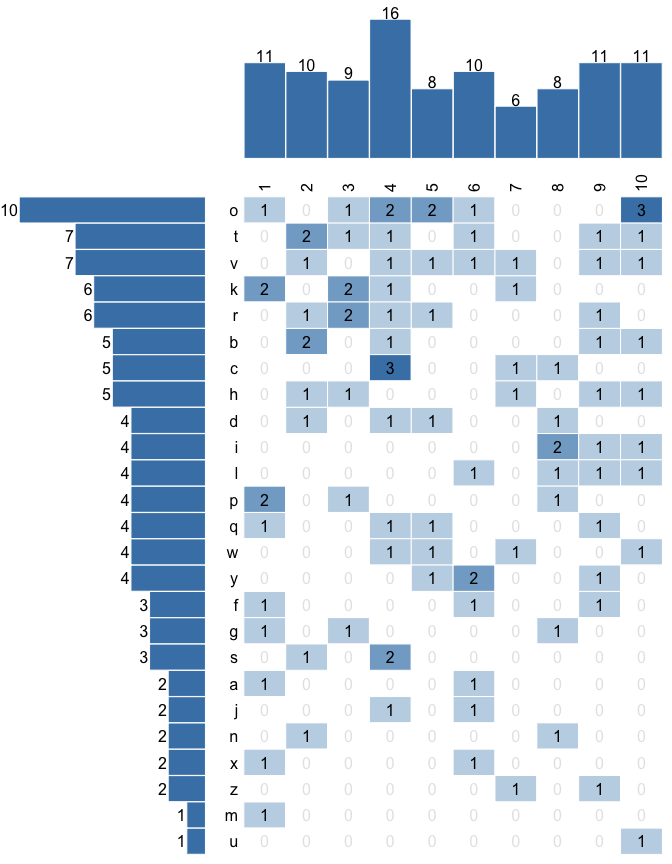 16
11 10 9 8 10 6 8 11 11
1 2 3 4 5 6 7 8 9 10
10 o 1 0 1 2 2 1 0 0 0 3
7 t 0 2 1 1 0 1 0 0 1 1
7 v 0 1 0 1 1 1 1 0 1 1
6 k 2 0 2 1 0 0 1 0 0 0
6 r 0 1 2 1 1 0 0 0 1 0
5 b 0 2 0 1 0 0 0 0 1 1
5 c 0 0 0 3 0 0 1 1 0 0
5 h 0 1 1 0 0 0 1 0 1 1
4 d 0 1 0 1 1 0 0 1 0 0
4 i 0 0 0 0 0 0 0 2 1 1
4 l 0 0 0 0 0 1 0 1 1 1
4 p 2 0 1 0 0 0 0 1 0 0
4 q 1 0 0 1 1 0 0 0 1 0
4 w 0 0 0 1 1 0 1 0 0 1
4 y 0 0 0 0 1 2 0 0 1 0
3 f 1 0 0 0 0 1 0 0 1 0
3 g 1 0 1 0 0 0 0 1 0 0
3 s 0 1 0 2 0 0 0 0 0 0
2 a 1 0 0 0 0 1 0 0 0 0
2 j 0 0 0 1 0 1 0 0 0 0
2 n 0 1 0 0 0 0 0 1 0 0
2 x 1 0 0 0 0 1 0 0 0 0
2 z 0 0 0 0 0 0 1 0 1 0
1 m 1 0 0 0 0 0 0 0 0 0
1 u 0 0 0 0 0 0 0 0 0 1